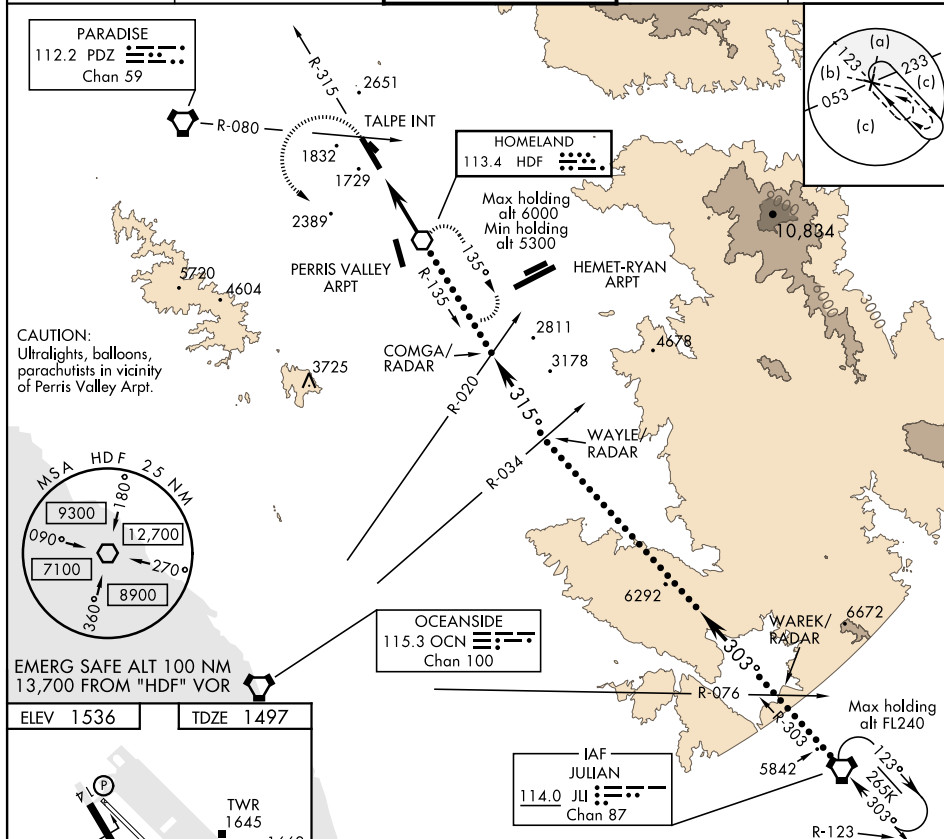 PARADISE
112.2 PDZ
Chan 59
R-315
2651
R-080
TALPE INT
1832
1729
2389
HOMELAND
113.4 HDF
Max holding
alt 6000
Min holding
alt 5300
(a)
123
233
(b)
(c)
053
(c)
10,834
9000
6000
3000
135°
R-135
PERRIS VALLEY
ARPT
HEMET-RYAN
ARPT
5720
4604
CAUTION:
Ultralights, balloons,
parachutists in vicinity
of Perris Valley Arpt.
3725
COMGA/
RADAR
2811
3178
4678
R-020
315°
WAYLE/
RADAR
R-034
MSA HDF 25 NM
180°
9300
12,700
090°
270°
7100
8900
360°
6292
6672
OCEANSIDE
115.3 OCN
Chan 100
WAREK/
RADAR
303°
R-076
R-303
EMERG SAFE ALT 100 NM
13,700 FROM "HDF" VOR
Max holding
alt FL240
ELEV 1536
TDZE 1497
IAF
JULIAN
114.0 JLI
Chan 87
5842
123°
265K
303°
R-123
P
14
TWR
1645